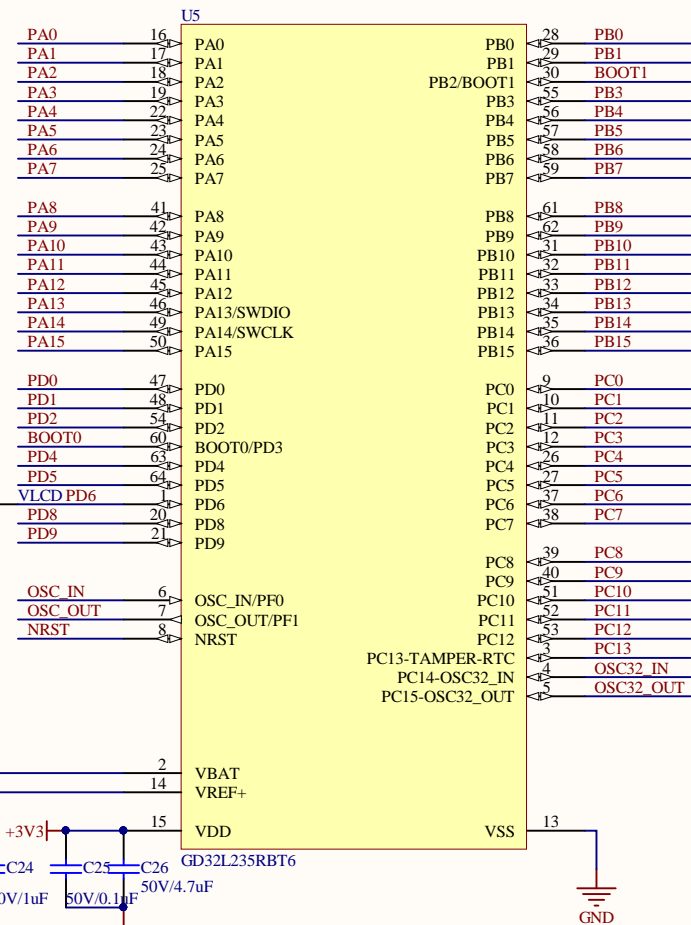 U5
PA0 16 PA0 PB0 28 PB0
PA1 17 PA1 PB1 29 PB1
PA2 18 PA2 PB2/BOOT1 30 BOOT1
PA3 19 PA3 PB3 55 PB3
PA4 22 PA4 PB4 56 PB4
PA5 23 PA5 PB5 57 PB5
PA6 24 PA6 PB6 58 PB6
PA7 25 PA7 PB7 59 PB7
PA8 41 PA8 PB8 61 PB8
PA9 42 PA9 PB9 62 PB9
PA10 43 PA10 PB10 31 PB10
PA11 44 PA11 PB11 32 PB11
PA12 45 PA12 PB12 33 PB12
PA13 46 PA13/SWDIO PB13 34 PB13
PA14 49 PA14/SWCLK PB14 35 PB14
PA15 50 PA15 PB15 36 PB15
PD0 47 PD0 PC0 9 PC0
PD1 48 PD1 PC1 10 PC1
PD2 54 PD2 PC2 11 PC2
BOOT0 60 BOOT0/PD3 PC3 12 PC3
PD4 63 PD4 PC4 26 PC4
PD5 64 PD5 PC5 27 PC5
VLCD PD6 1 PD6 PC6 37 PC6
PD8 20 PD8 PC7 38 PC7
PD9 21 PD9
PC8 39 PC8
PC9 40 PC9
OSC_IN 6 OSC_IN/PF0 PC10 51 PC10
OSC_OUT 7 OSC_OUT/PF1 PC11 52 PC11
NRST 8 NRST PC12 53 PC12
PC13-TAMPER-RTC 3 PC13
PC14-OSC32_IN 4 OSC32_IN
PC15-OSC32_OUT 5 OSC32_OUT
2 VBAT
14 VREF+
+3V3 15 VDD VSS 13
GD32L235RBT6
C24 C25 C26
0V/1uF 50V/0.1uF 50V/4.7uF
GND